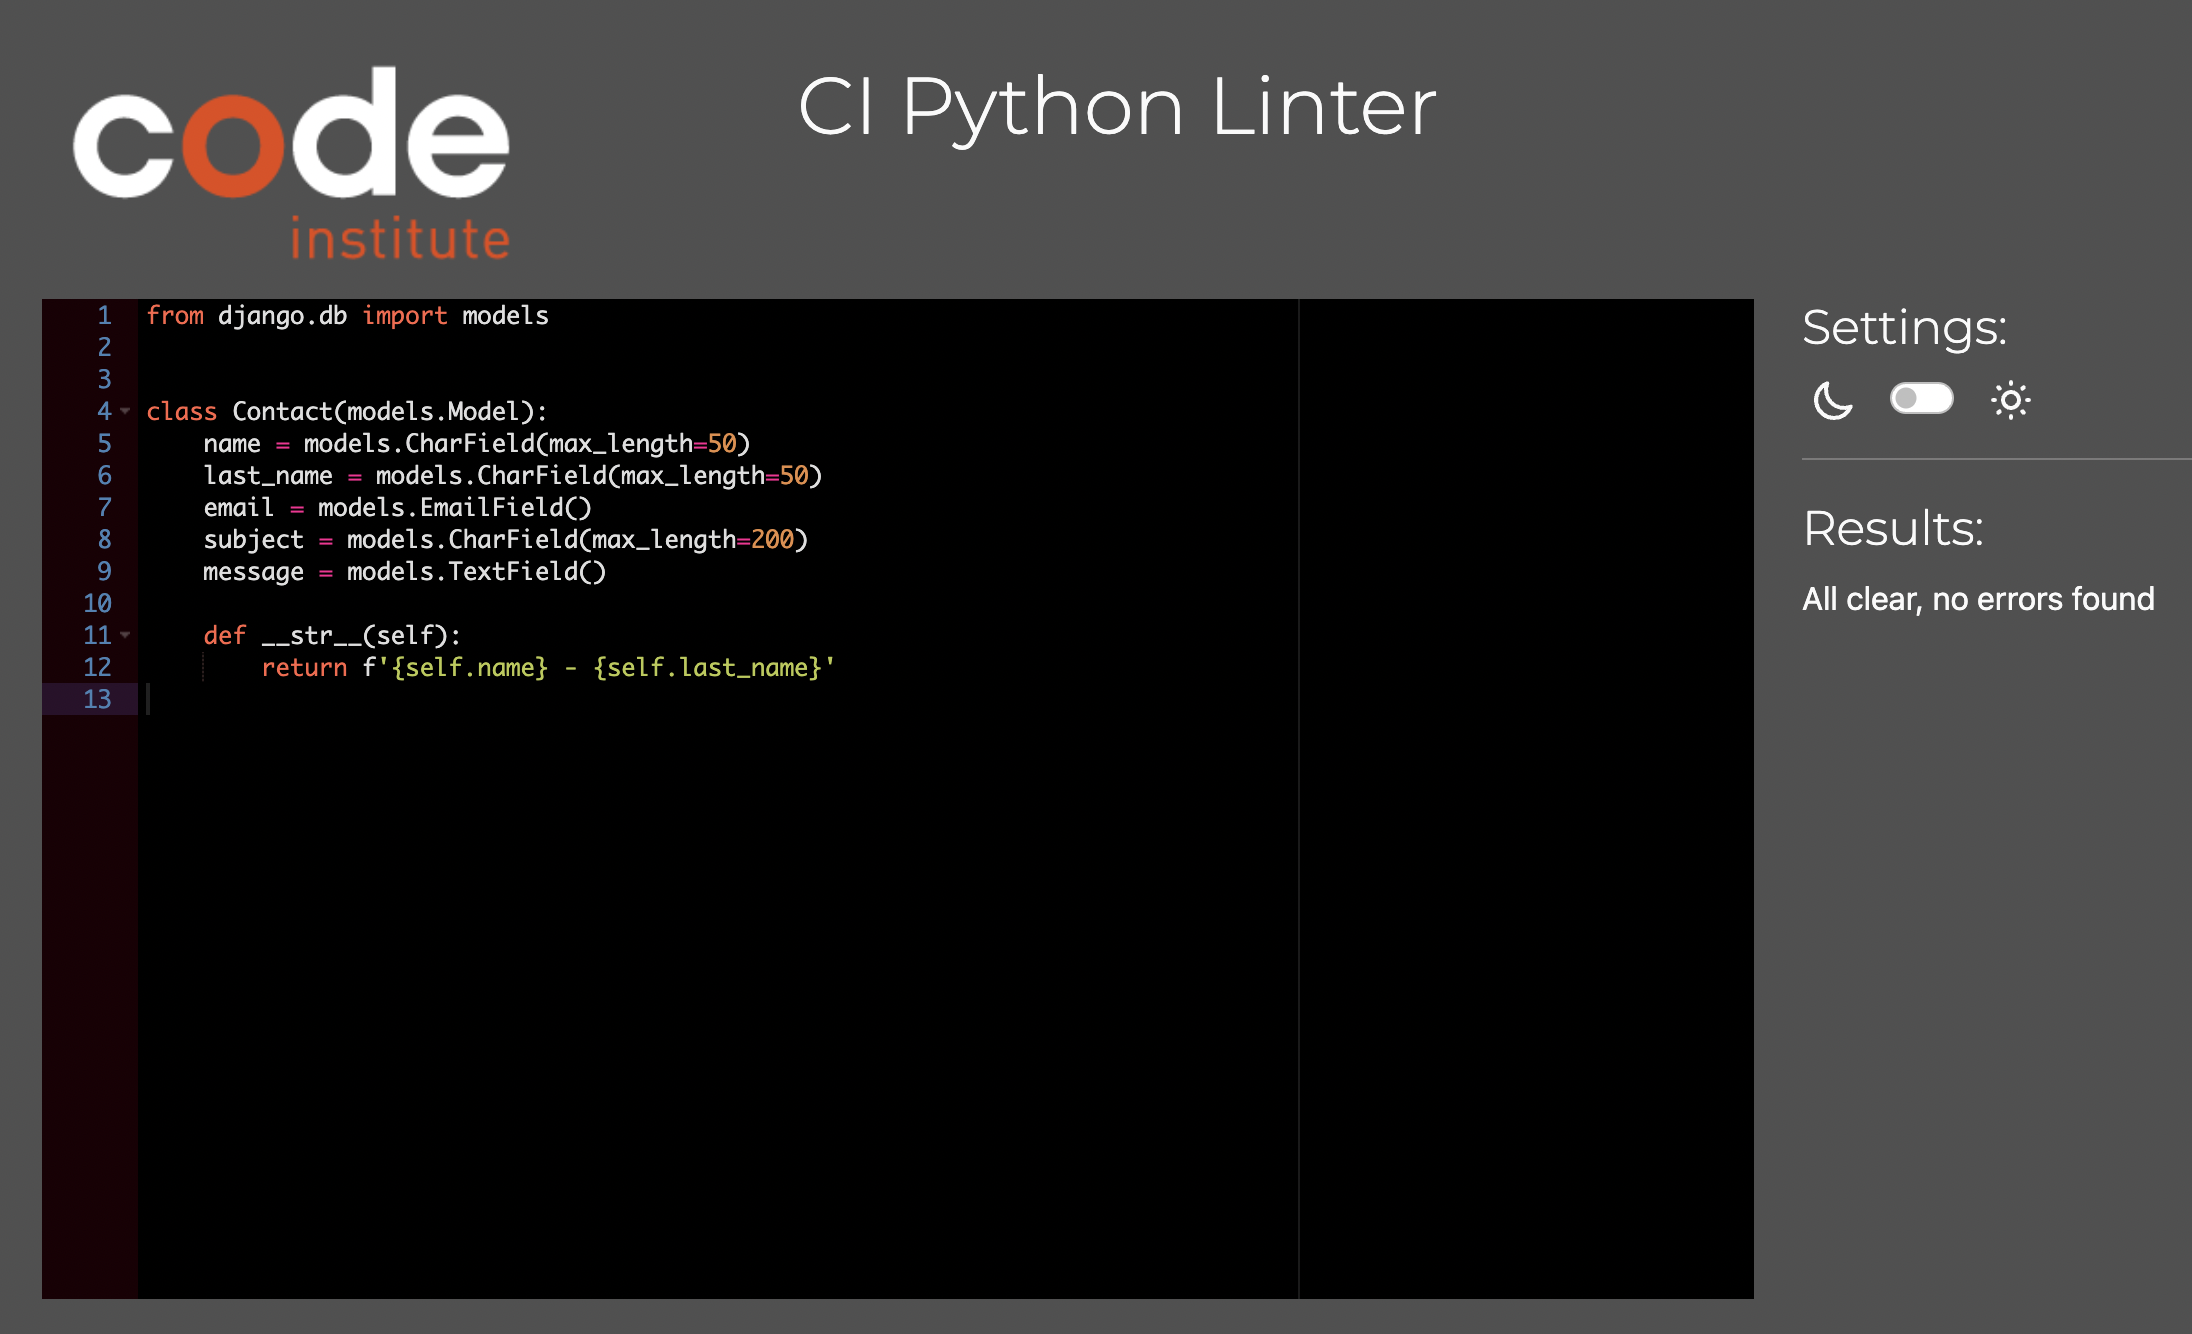 code
institute
CI Python Linter
1 from django.db import models
2
3
4 class Contact(models.Model):
5     name = models.CharField(max_length=50)
6     last_name = models.CharField(max_length=50)
7     email = models.EmailField()
8     subject = models.CharField(max_length=200)
9     message = models.TextField()
10
11     def __str__(self):
12         return f'{self.name} - {self.last_name}'
13
Settings:
Results:
All clear, no errors found